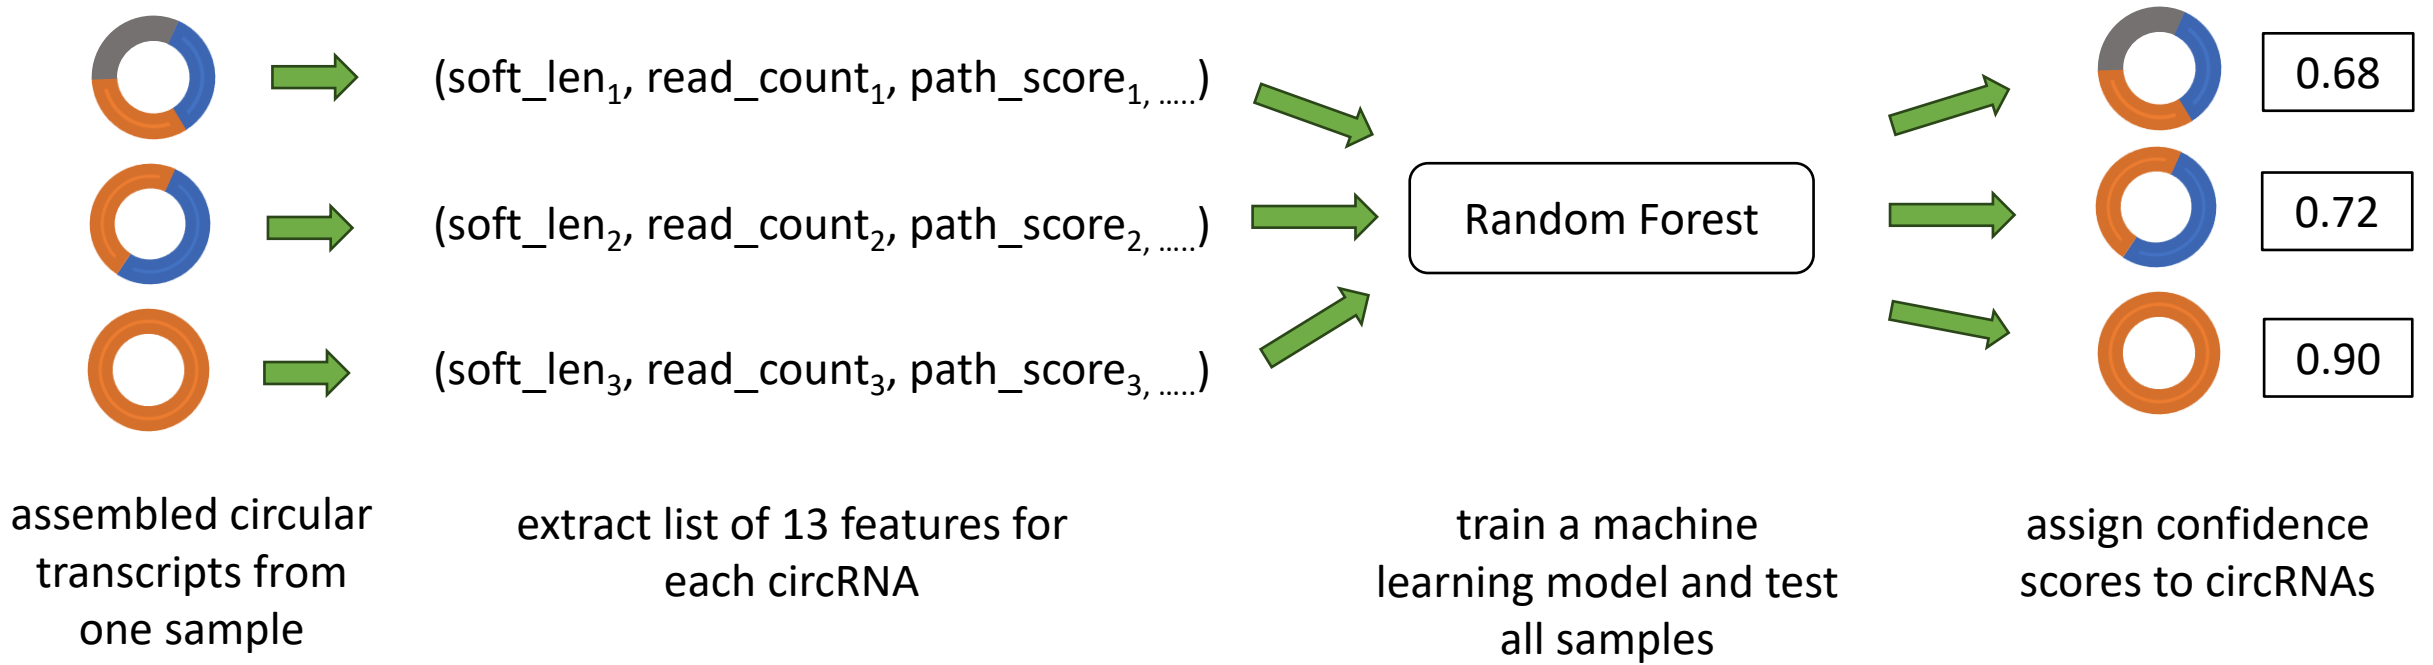 (soft_len₁, read_count₁, path_score₁, .....)
0.68
(soft_len₂, read_count₂, path_score₂, .....)
Random Forest
0.72
(soft_len₃, read_count₃, path_score₃, .....)
0.90
assembled circular
transcripts from
one sample
extract list of 13 features for
each circRNA
train a machine
learning model and test
all samples
assign confidence
scores to circRNAs